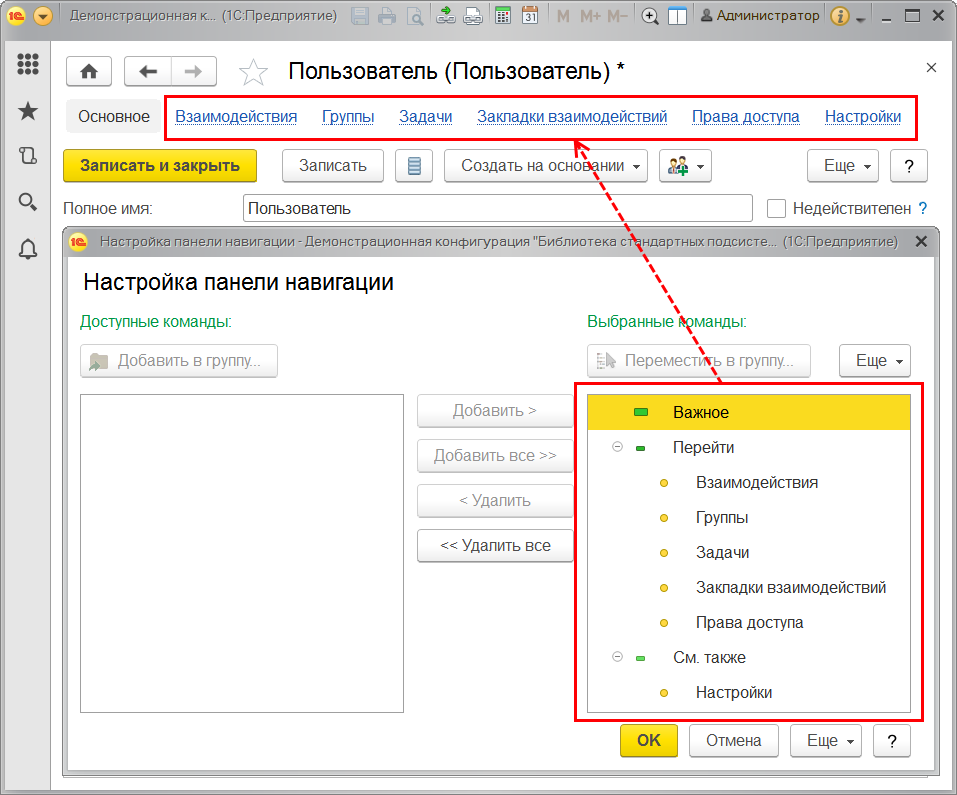 1С Демонстрационная к... (1С:Предприятие) 31 M M+ M- Администратор i
Пользователь (Пользователь) *
Основное Взаимодействия Группы Задачи Закладки взаимодействий Права доступа Настройки
Записать и закрыть Записать Создать на основании Еще ?
Полное имя: Пользователь Недействителен ?
1С Настройка панели навигации - Демонстрационная конфигурация "Библиотека стандартных подсисте... (1С:Предприятие)
Настройка панели навигации
Доступные команды: Выбранные команды:
Добавить в группу... Переместить в группу... Еще
Добавить >
Добавить все >>
< Удалить
<< Удалить все
Важное
Перейти
Взаимодействия
Группы
Задачи
Закладки взаимодействий
Права доступа
См. также
Настройки
OK Отмена Еще ?